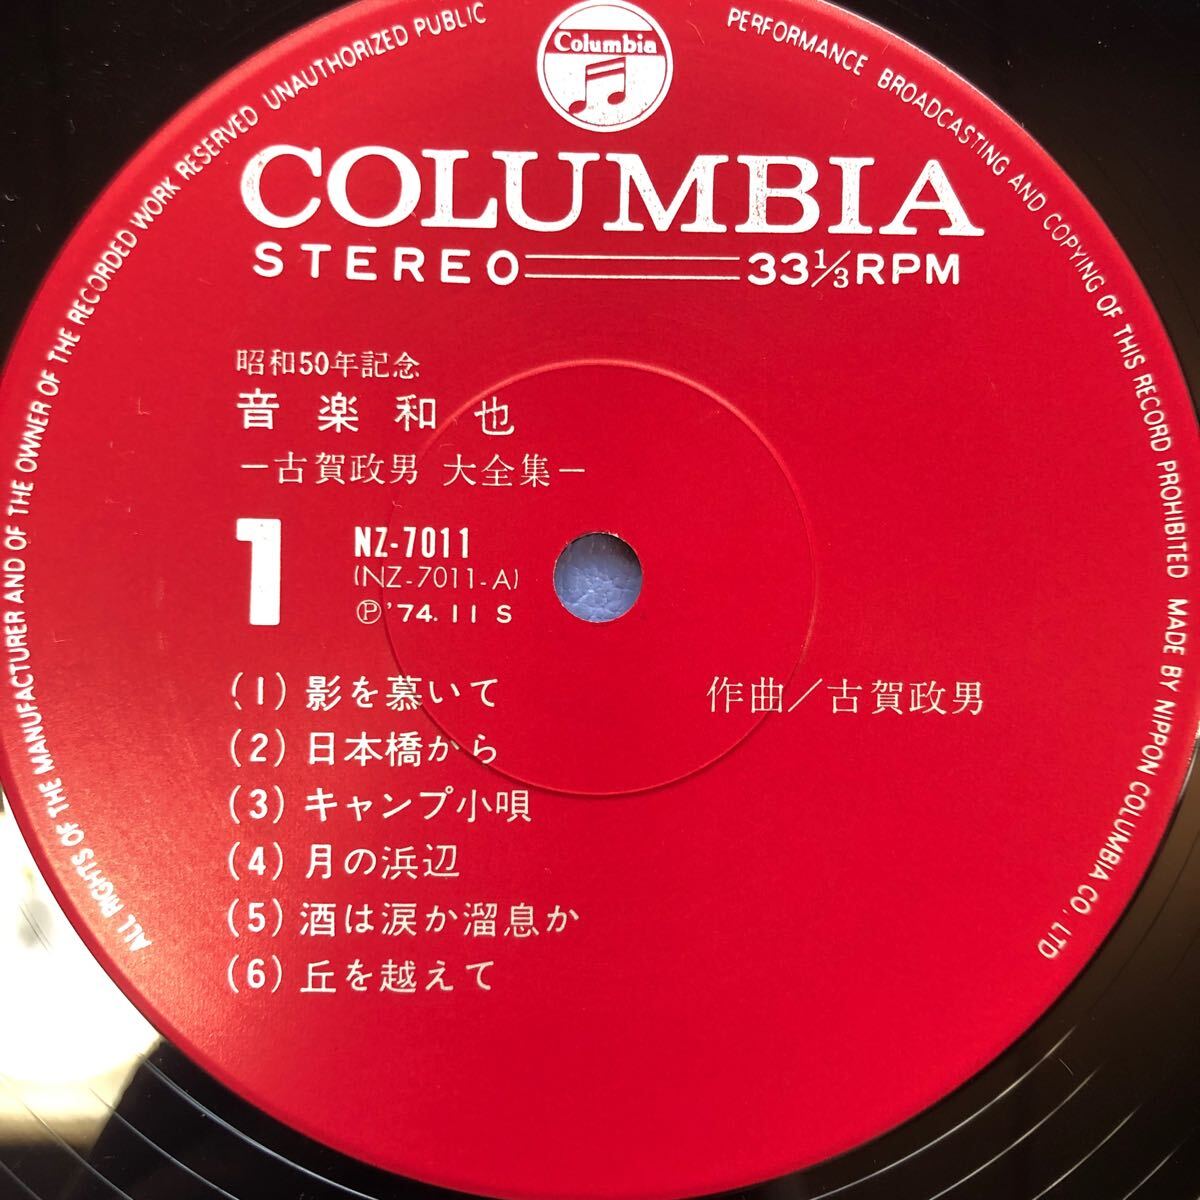 ALL RIGHTS OF THE MANUFACTURER AND OF THE OWNER OF THE RECORDED WORK RESERVED UNAUTHORIZED PUBLIC PERFORMANCE BROADCASTING AND COPYING OF THIS RECORD PROHIBITED MADE BY NIPPON COLUMBIA CO., LTD
Columbia
COLUMBIA
STEREO 33⅓RPM
昭和50年記念
音楽和也
−古賀政男 大全集−
1 NZ-7011
(NZ-7011-A)
Ⓟ'74.11 S
(1) 影を慕いて 作曲/古賀政男
(2) 日本橋から
(3) キャンプ小唄
(4) 月の浜辺
(5) 酒は涙か溜息か
(6) 丘を越えて